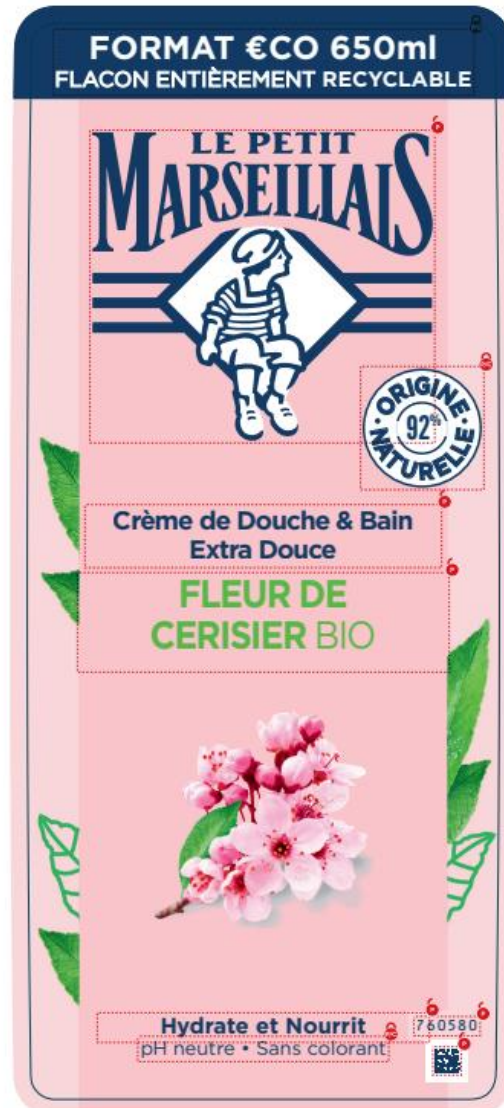 FORMAT €CO 650ml
FLACON ENTIÈREMENT RECYCLABLE
LE PETIT
MARSEILLAIS
ORIGINE
92%
NATURELLE
Crème de Douche & Bain
Extra Douce
FLEUR DE
CERISIER BIO
Hydrate et Nourrit
760580
pH neutre • Sans colorant